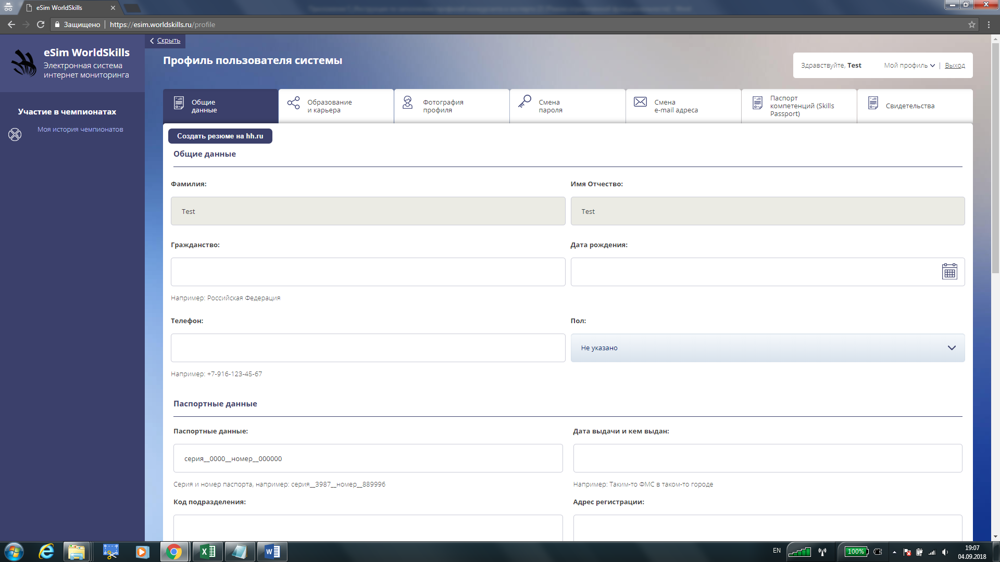 eSim WorldSkills
Защищено
https://esim.worldskills.ru/profile
eSim WorldSkills
Электронная система
интернет мониторинга
Участие в чемпионатах
Моя история чемпионатов
Скрыть
Профиль пользователя системы
Здравствуйте, Test
Мой профиль | Выход
Общие
данные
Образование
и карьера
Фотография
профиля
Смена
пароля
Смена
e-mail адреса
Паспорт
компетенций (Skills
Passport)
Свидетельства
Создать резюме на hh.ru
Общие данные
Фамилия:
Имя Отчество:
Test
Test
Гражданство:
Дата рождения:
Например: Российская Федерация
Телефон:
Пол:
Не указано
Например: +7-916-123-45-67
Паспортные данные
Паспортные данные:
Дата выдачи и кем выдан:
серия__0000__номер__000000
Серия и номер паспорта, например: серия__3987__номер__889996
Например: Таким-то ФМС в таком-то городе
Код подразделения:
Адрес регистрации:
EN
100%
19:07
04.09.2018